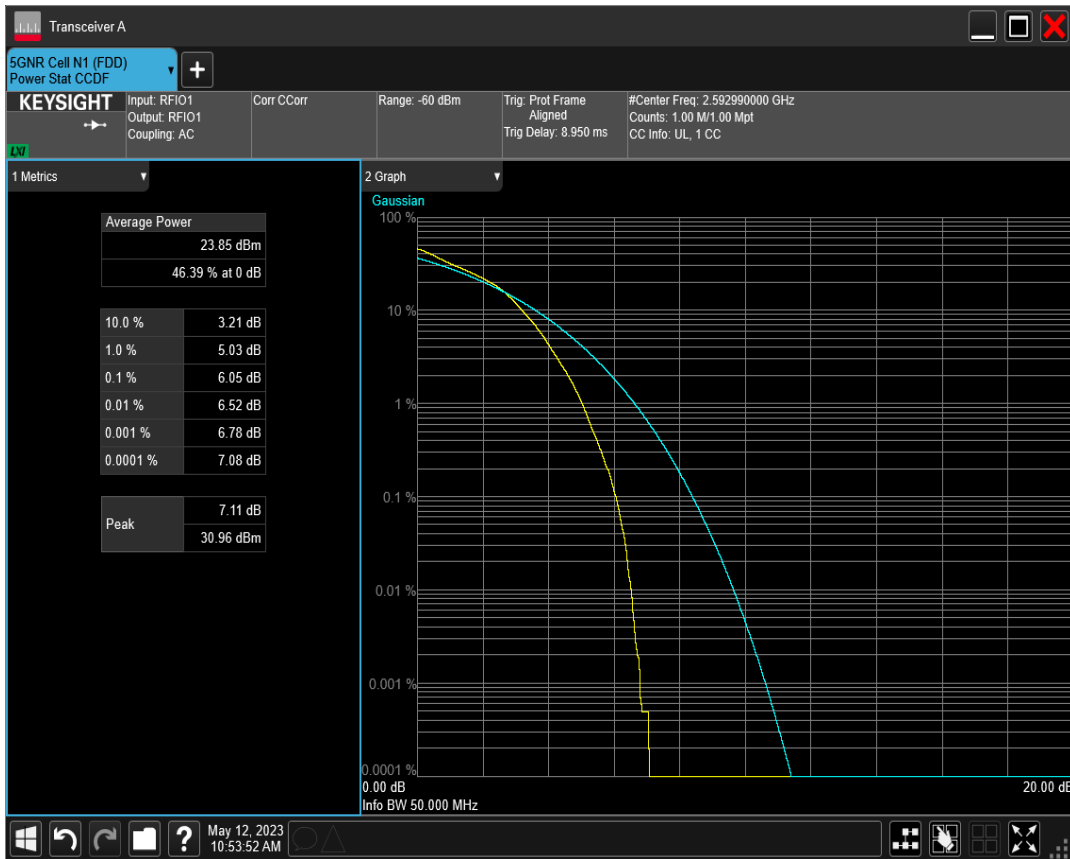 Transceiver A
5GNR Cell N1 (FDD)
Power Stat CCDF
+
KEYSIGHT
LXI
Input: RFIO1
Output: RFIO1
Coupling: AC
Corr CCorr
Range: -60 dBm
Trig: Prot Frame
Aligned
Trig Delay: 8.950 ms
#Center Freq: 2.592990000 GHz
Counts: 1.00 M/1.00 Mpt
CC Info: UL, 1 CC
1 Metrics
Average Power
23.85 dBm
46.39 % at 0 dB
10.0 % 3.21 dB
1.0 % 5.03 dB
0.1 % 6.05 dB
0.01 % 6.52 dB
0.001 % 6.78 dB
0.0001 % 7.08 dB
Peak
7.11 dB
30.96 dBm
2 Graph
Gaussian
100 %
10 %
1 %
0.1 %
0.01 %
0.001 %
0.0001 %
0.00 dB 20.00 dB
Info BW 50.000 MHz
?
May 12, 2023
10:53:52 AM